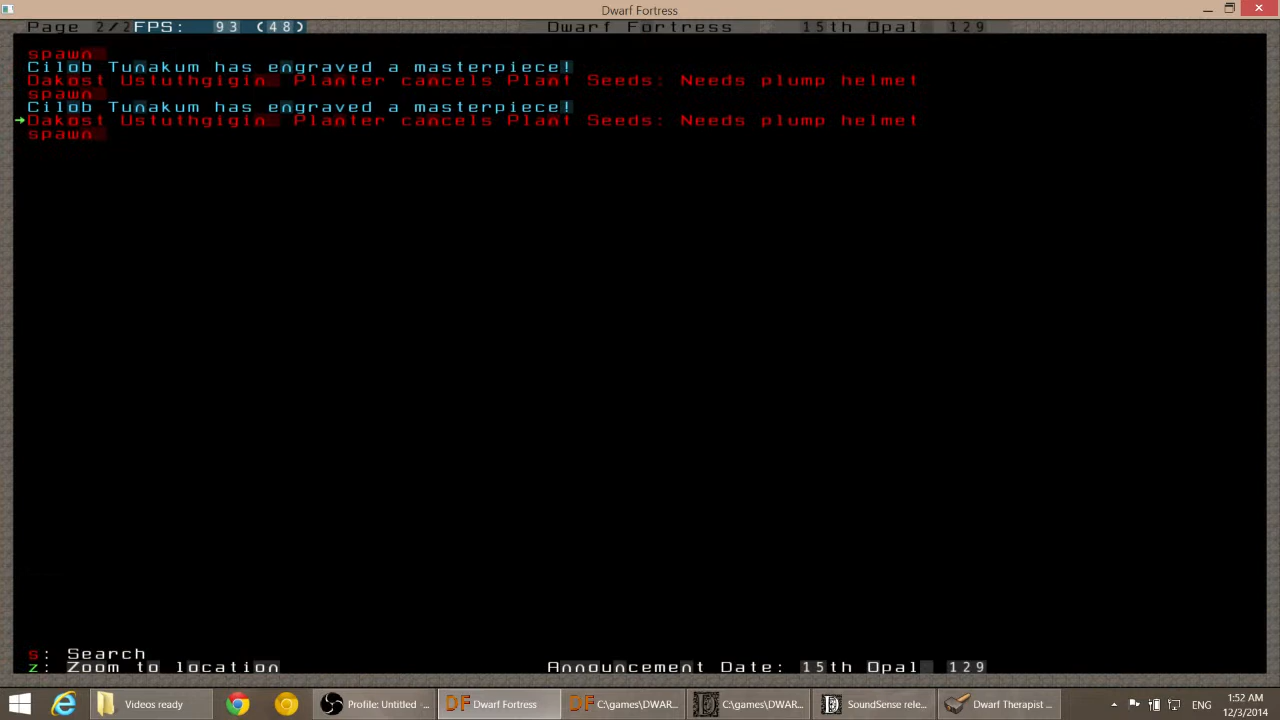 Dwarf Fortress
Page 2/2 FPS: 93 (48) Dwarf Fortress 15th Opal 129
spawn
Cilob Tunakum has engraved a masterpiece!
Dakost Ustuthgigin Planter cancels Plant Seeds: Needs plump helmet
spawn
Cilob Tunakum has engraved a masterpiece!
Dakost Ustuthgigin Planter cancels Plant Seeds: Needs plump helmet
spawn
s: Search
z: Zoom to location Announcement Date: 15th Opal 129
Videos ready Profile: Untitled -... DF Dwarf Fortress DF C:\games\DWAR... C:\games\DWAR... SoundSense rele... Dwarf Therapist ... ENG 1:52 AM
12/3/2014